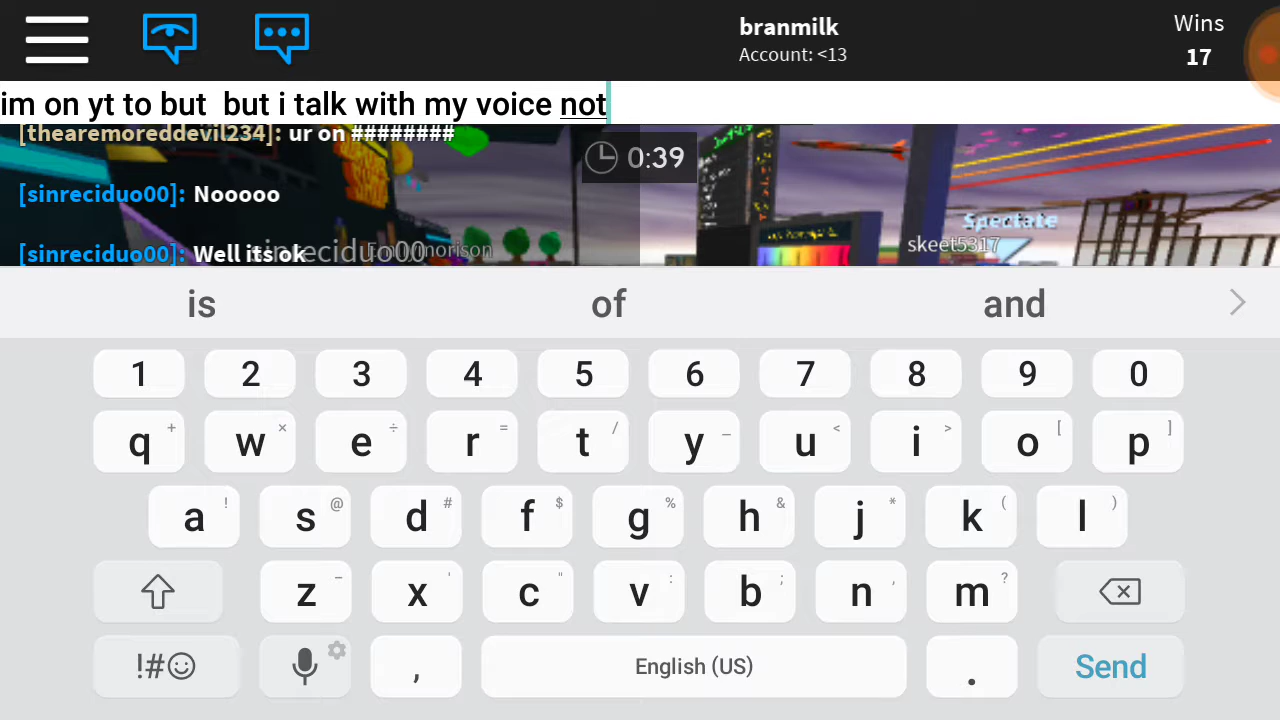 branmilk
Account: <13
Wins
17
im on yt to but  but i talk with my voice not
[thearemoreddevil234]: ur on ########
0:39
[sinreciduo00]: Nooooo
Spectate
skeet5317
[sinreciduo00]: Well its ok
sinreciduo00
morison
is of and
1 2 3 4 5 6 7 8 9 0
q + w × e ÷ r = t / y _ u < i > o [ p ]
a ! s @ d # f $ g % h & j * k ( l )
z - x ' c " v : b ; n , m ?
!#☺ , English (US) . Send